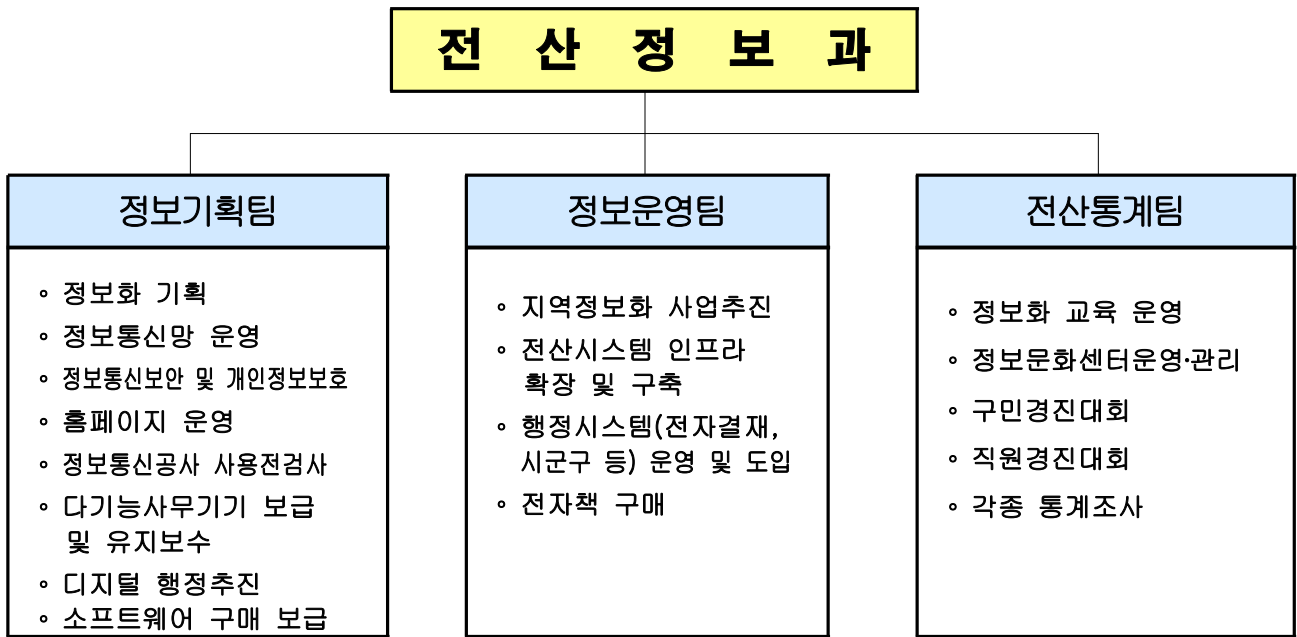 전 산 정 보 과
정보기획팀
◦ 정보화 기획
◦ 정보통신망 운영
◦ 정보통신보안 및 개인정보보호
◦ 홈페이지 운영
◦ 정보통신공사 사용전검사
◦ 다기능사무기기 보급
및 유지보수
◦ 디지털 행정추진
◦ 소프트웨어 구매 보급
정보운영팀
◦ 지역정보화 사업추진
◦ 전산시스템 인프라
확장 및 구축
◦ 행정시스템(전자결재,
시군구 등) 운영 및 도입
◦ 전자책 구매
전산통계팀
◦ 정보화 교육 운영
◦ 정보문화센터운영·관리
◦ 구민경진대회
◦ 직원경진대회
◦ 각종 통계조사